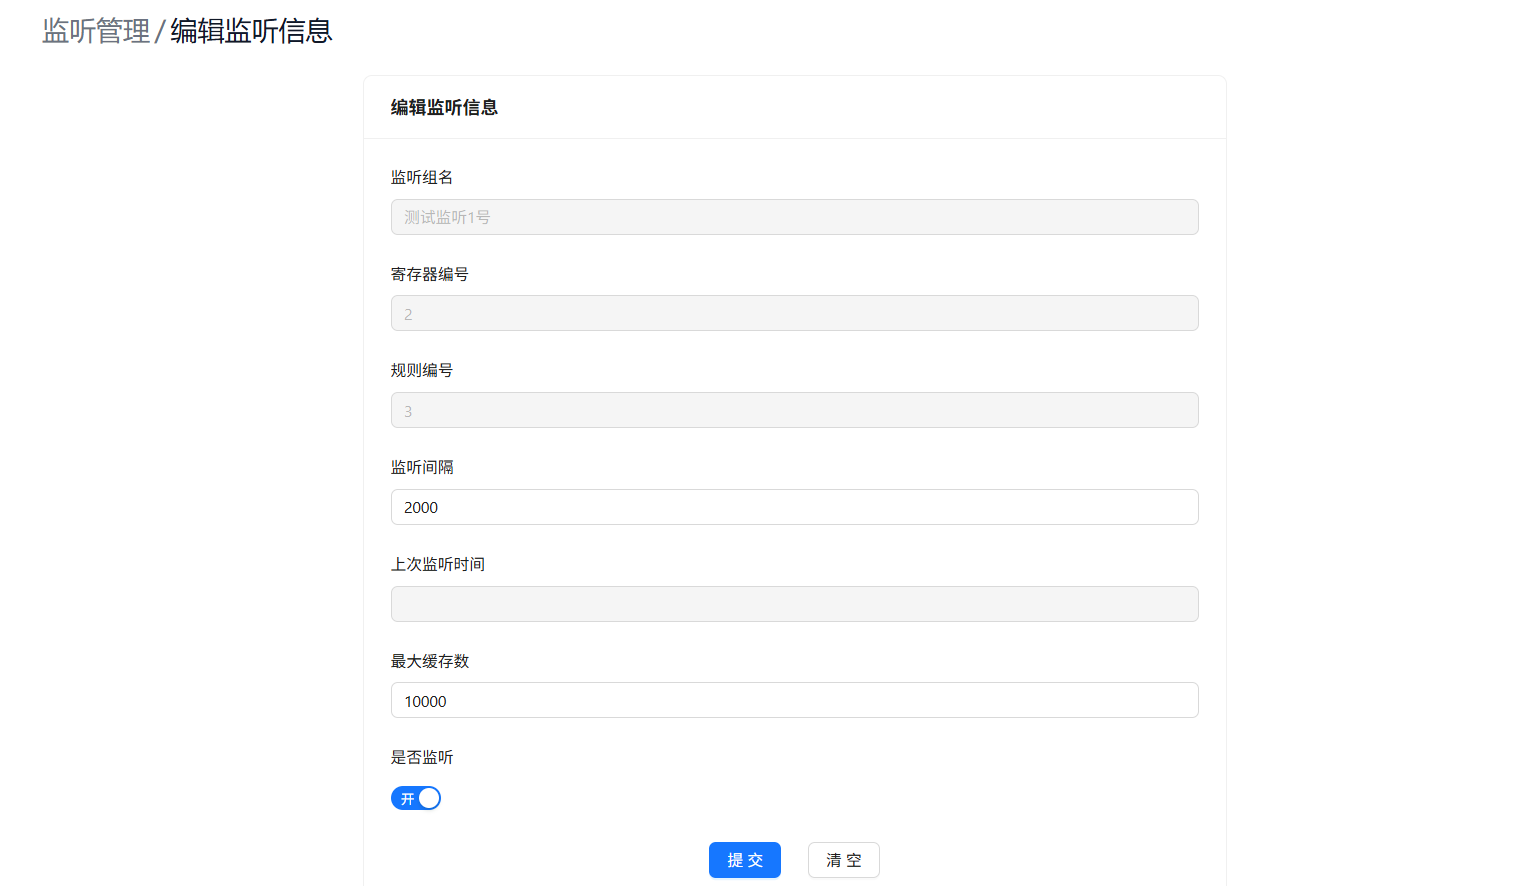 监听管理/编辑监听信息
编辑监听信息
监听组名
测试监听1号
寄存器编号
2
规则编号
3
监听间隔
2000
上次监听时间
最大缓存数
10000
是否监听
开
提 交 清 空